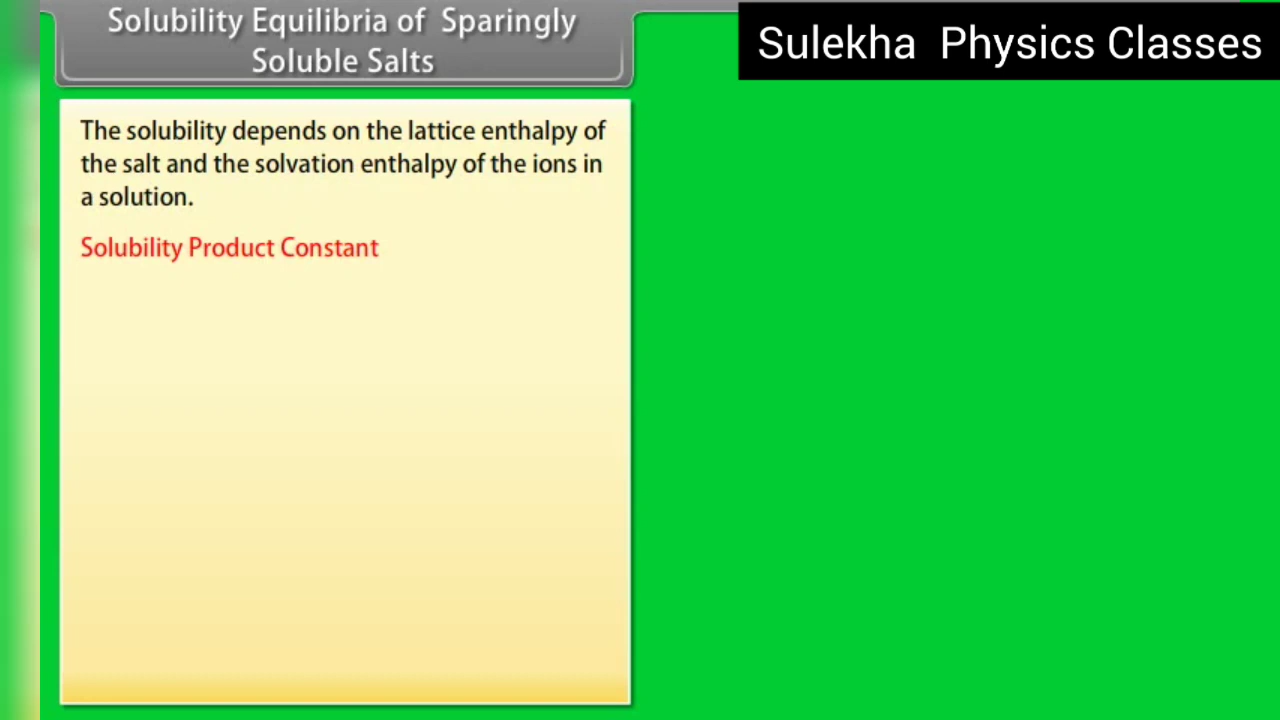 Solubility Equilibria of Sparingly
Soluble Salts
Sulekha Physics Classes
The solubility depends on the lattice enthalpy of
the salt and the solvation enthalpy of the ions in
a solution.
Solubility Product Constant